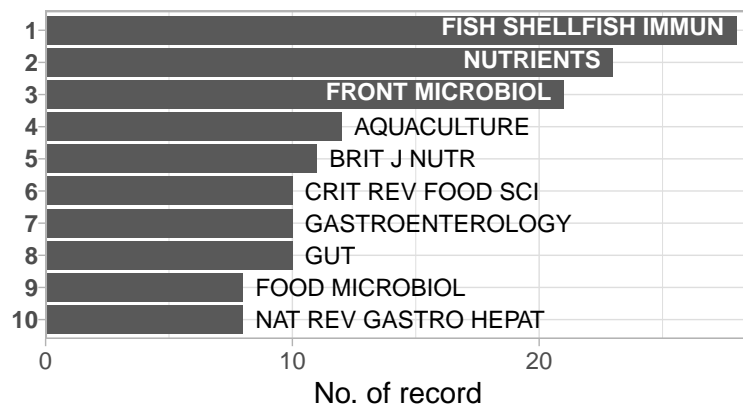 1 FISH SHELLFISH IMMUN
2 NUTRIENTS
3 FRONT MICROBIOL
4 AQUACULTURE
5 BRIT J NUTR
6 CRIT REV FOOD SCI
7 GASTROENTEROLOGY
8 GUT
9 FOOD MICROBIOL
10 NAT REV GASTRO HEPAT
0 10 20
No. of record